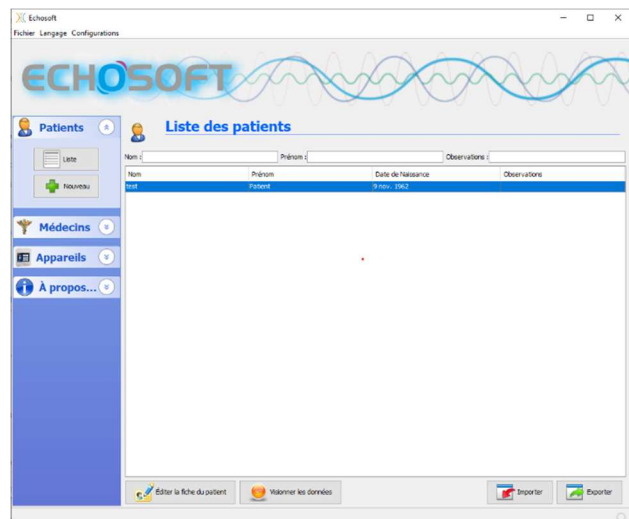 Echosoft
Fichier Langage Configurations
ECHOSOFT
Patients
Liste
Nouveau
Médecins
Appareils
À propos...
Liste des patients
Nom : Prénom : Observations :
Nom Prénom Date de Naissance Observations
test Patient 9 nov. 1962
Éditer la fiche du patient Visionner les données Importer Exporter